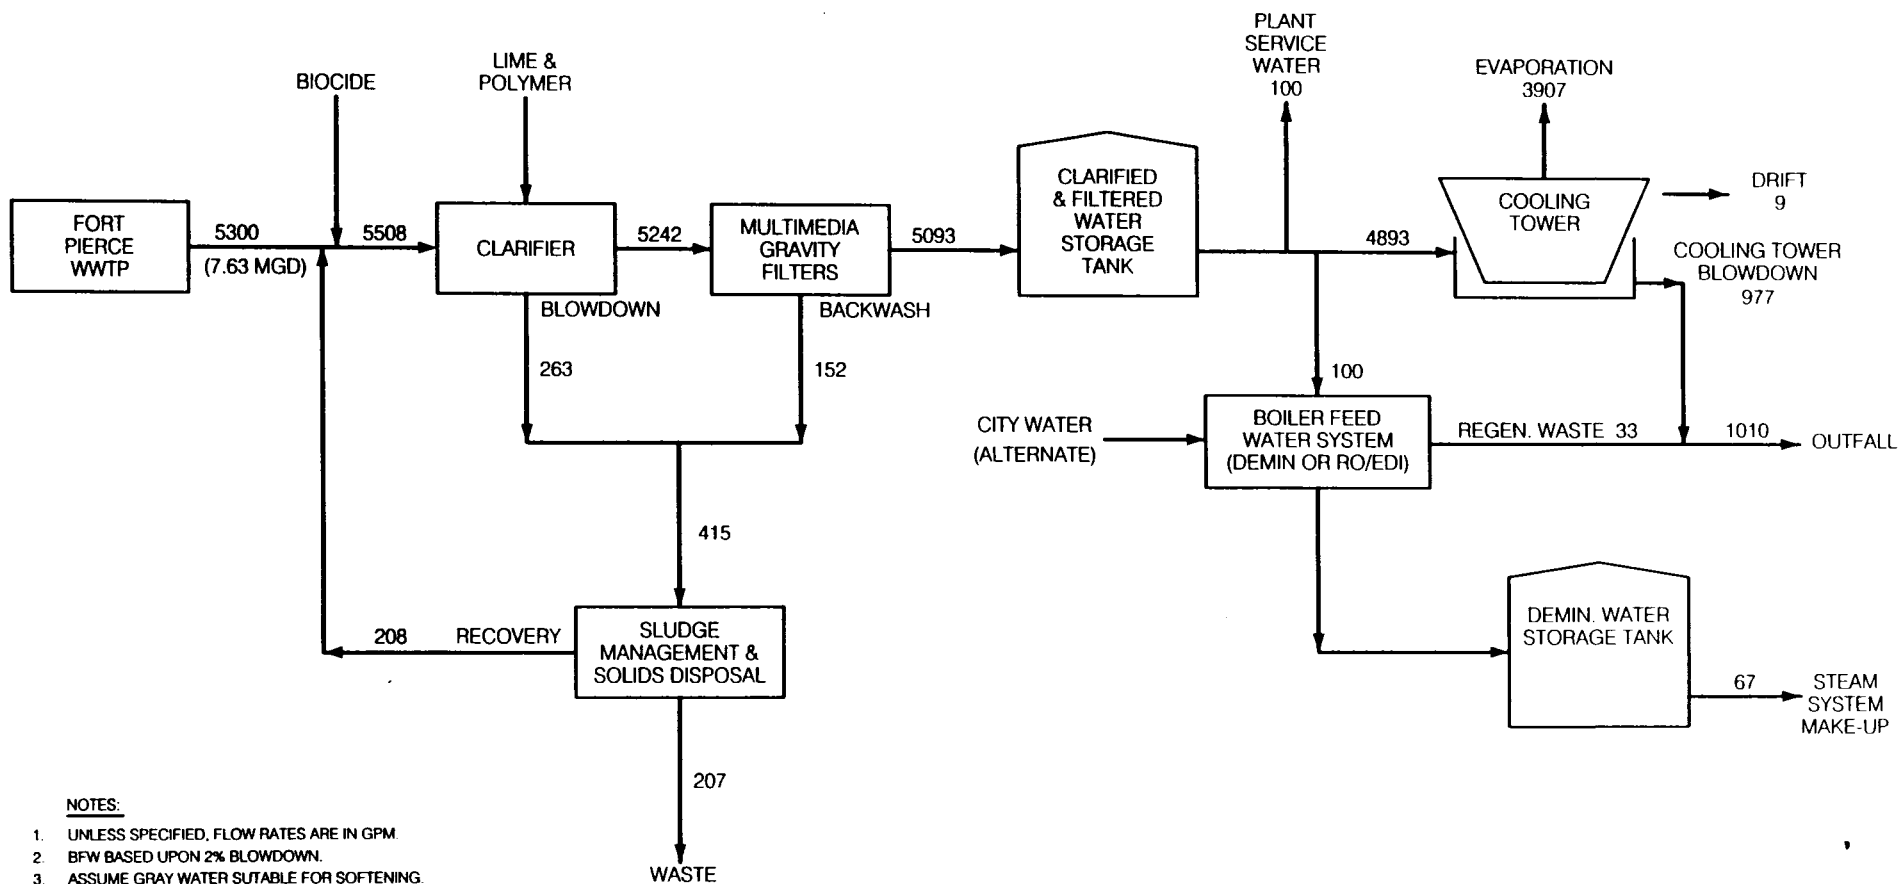 BIOCIDE
LIME &
POLYMER
PLANT
SERVICE
WATER
100
EVAPORATION
3907
FORT
PIERCE
WWTP
5300
(7.63 MGD)
5508
CLARIFIER
5242
MULTIMEDIA
GRAVITY
FILTERS
5093
CLARIFIED
& FILTERED
WATER
STORAGE
TANK
4893
COOLING
TOWER
DRIFT
9
COOLING TOWER
BLOWDOWN
977
BLOWDOWN
BACKWASH
263
152
100
CITY WATER
(ALTERNATE)
BOILER FEED
WATER SYSTEM
(DEMIN OR RO/EDI)
REGEN. WASTE 33
1010
OUTFALL
415
208
RECOVERY
SLUDGE
MANAGEMENT &
SOLIDS DISPOSAL
DEMIN. WATER
STORAGE TANK
67
STEAM
SYSTEM
MAKE-UP
207
WASTE
NOTES:
1. UNLESS SPECIFIED, FLOW RATES ARE IN GPM.
2. BFW BASED UPON 2% BLOWDOWN.
3. ASSUME GRAY WATER SUTABLE FOR SOFTENING.